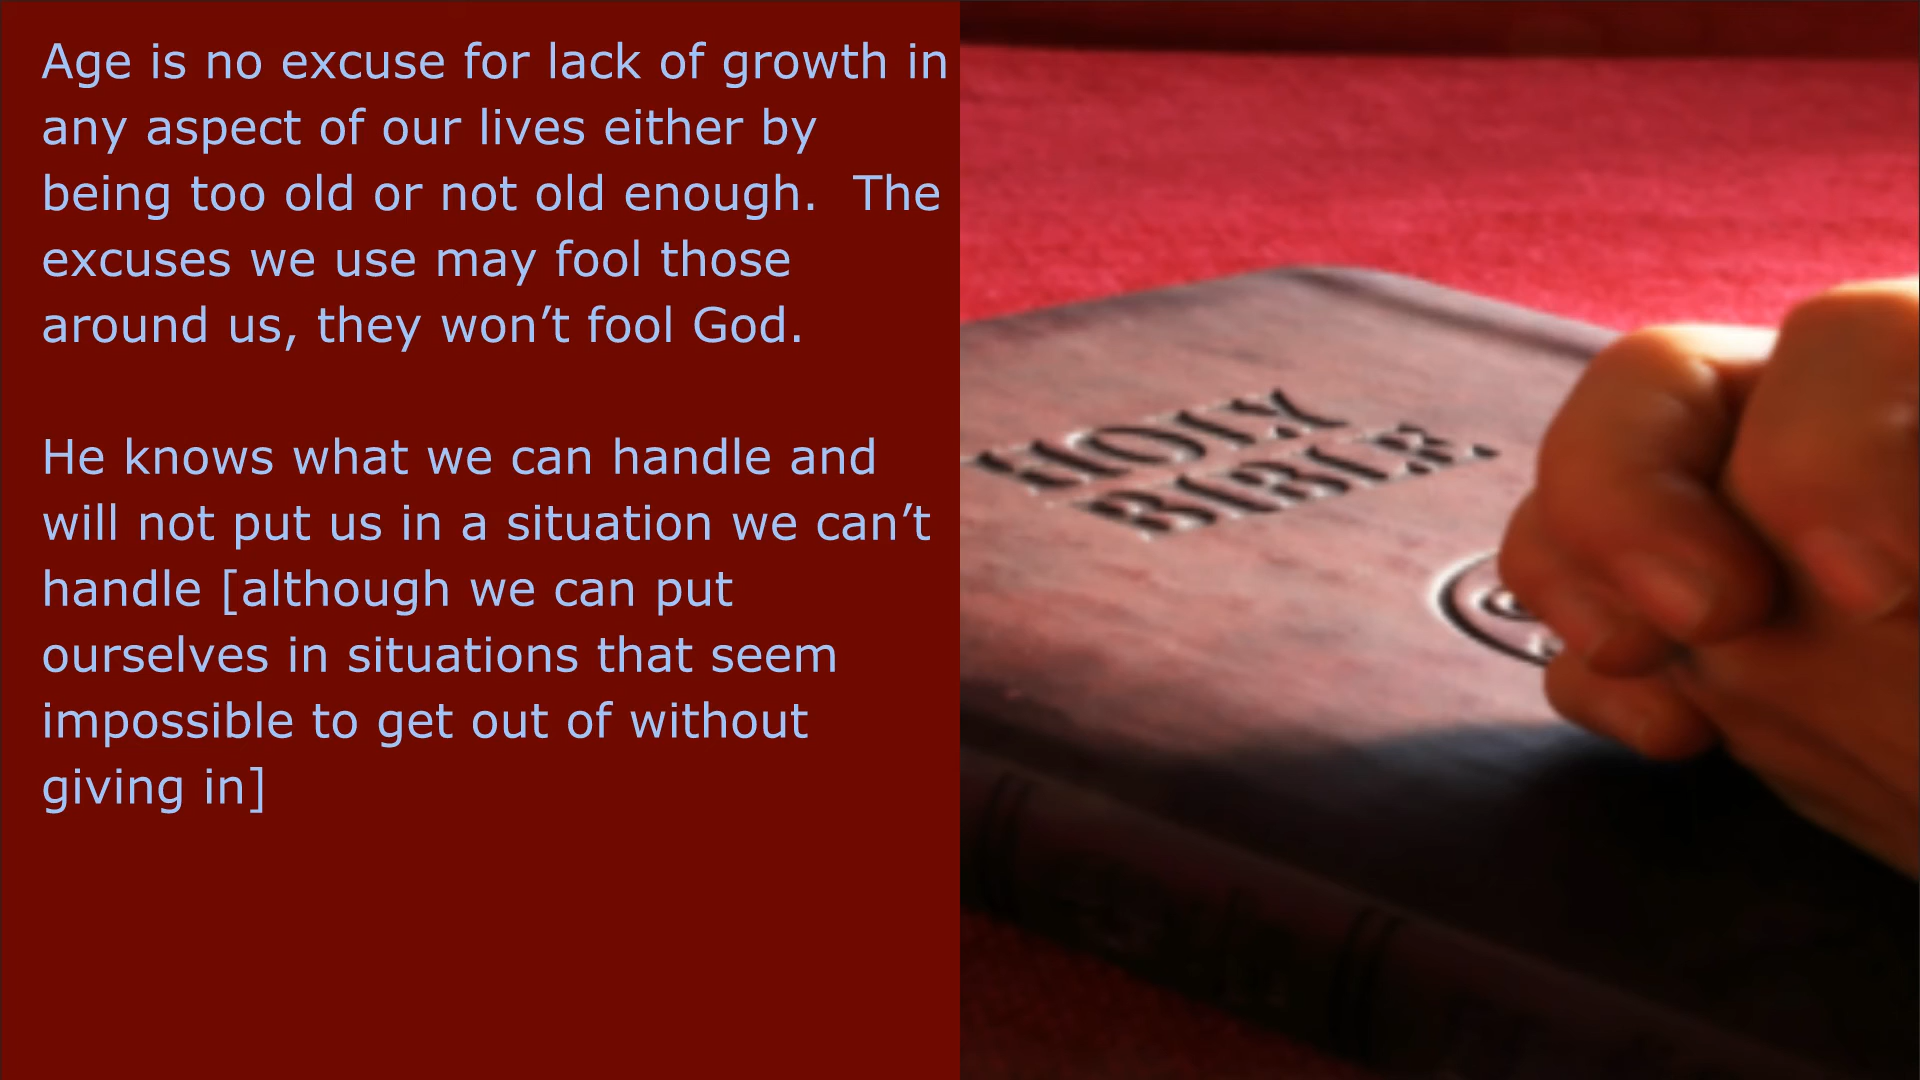 Age is no excuse for lack of growth in
any aspect of our lives either by
being too old or not old enough.  The
excuses we use may fool those
around us, they won’t fool God.
He knows what we can handle and
will not put us in a situation we can’t
handle [although we can put
ourselves in situations that seem
impossible to get out of without
giving in]
HOLY
BIBLE